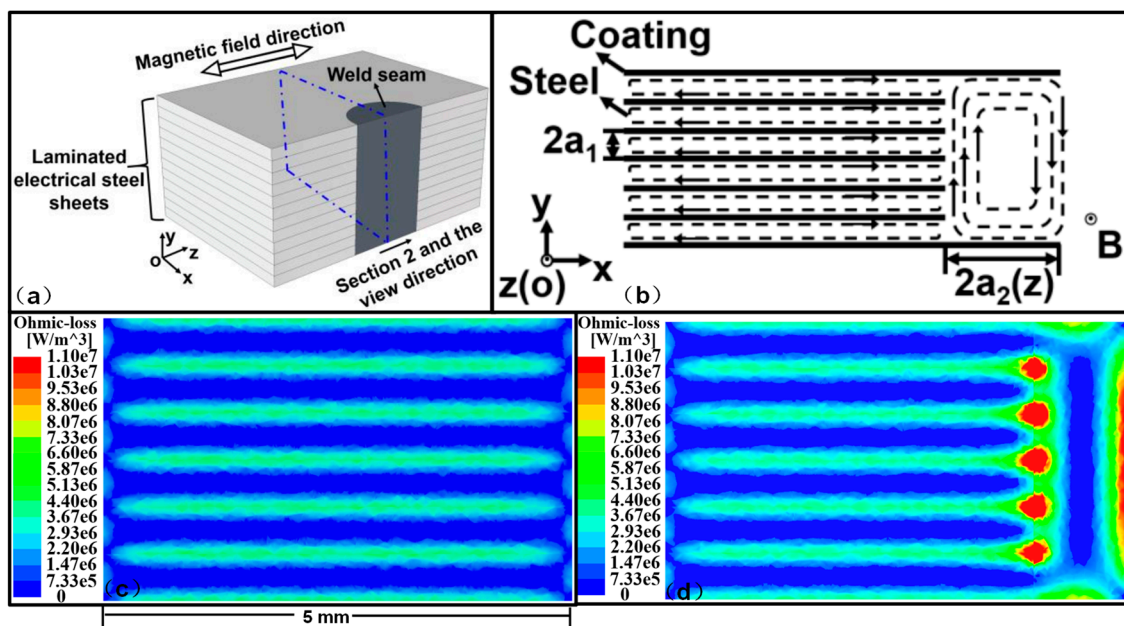 (a)
Magnetic field direction
Weld seam
Laminated
electrical steel
sheets
y
o
z
x
Section 2 and the
view direction
(b)
Coating
Steel
2a₁
y
z(o)
x
B
2a₂(z)
Ohmic-loss
[W/m^3]
1.10e7
1.03e7
9.53e6
8.80e6
8.07e6
7.33e6
6.60e6
5.87e6
5.13e6
4.40e6
3.67e6
2.93e6
2.20e6
1.47e6
7.33e5
0
(c)
5 mm
Ohmic-loss
[W/m^3]
1.10e7
1.03e7
9.53e6
8.80e6
8.07e6
7.33e6
6.60e6
5.87e6
5.13e6
4.40e6
3.67e6
2.93e6
2.20e6
1.47e6
7.33e5
0
(d)